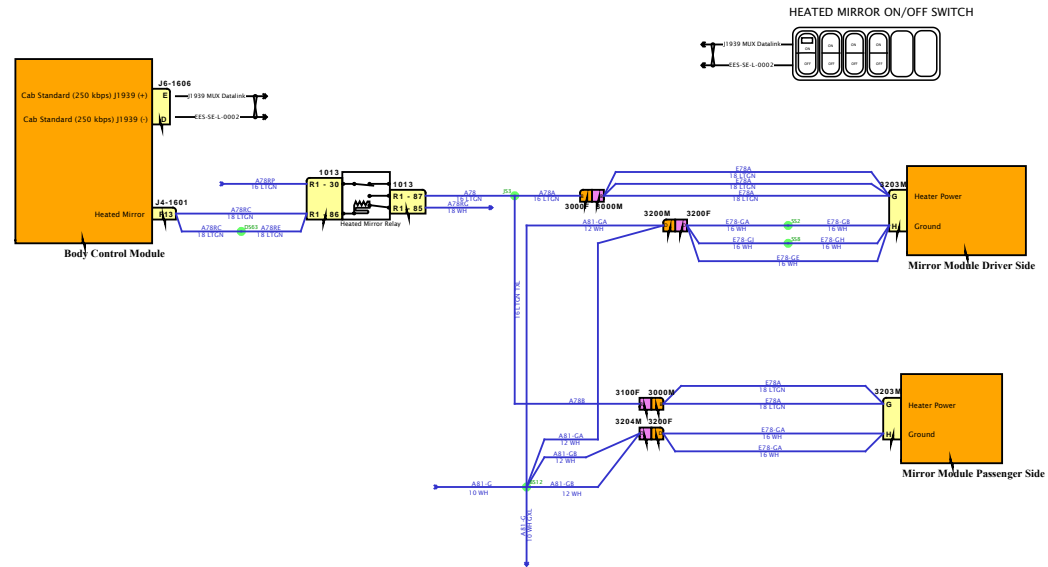 HEATED MIRROR ON/OFF SWITCH
J1939 MUX Datalink
EES-SE-L-0002
ON ON ON ON
OFF OFF OFF OFF
J6-1606
Cab Standard (250 kbps) J1939 (+)
E
J1939 MUX Datalink
Cab Standard (250 kbps) J1939 (-)
D
EES-SE-L-0002
J4-1601
Heated Mirror
F13
Body Control Module
A78RC
18 LTGN
A78RC
18 LTGN
DS63
A78RE
18 LTGN
A78RP
16 LTGN
1013
R1 - 30
R1 - 86
Heated Mirror Relay
1013
R1 - 87
R1 - 85
A78
16 LTGN
A78RG
18 WH
JS3
A78A
16 LTGN
3000F 3000M
E78A
18 LTGN
E78A
18 LTGN
E78A
18 LTGN
A81-GA
12 WH
3200M 3200F
E78-GA
16 WH
SS2
E78-GB
16 WH
E78-GJ
16 WH
SS8
E78-GH
16 WH
E78-GE
16 WH
3203M
G
H
Heater Power
Ground
Mirror Module Driver Side
16 LTGN TXL
A78B
3100F 3000M
E78A
E78A
18 LTGN
3203M
G
H
Heater Power
Ground
Mirror Module Passenger Side
3204M 3200F
E78-GA
16 WH
E78-GA
16 WH
A81-GA
12 WH
A81-GB
12 WH
A81-G
10 WH
A81-GB
12 WH
A81-G
10 WH GXL